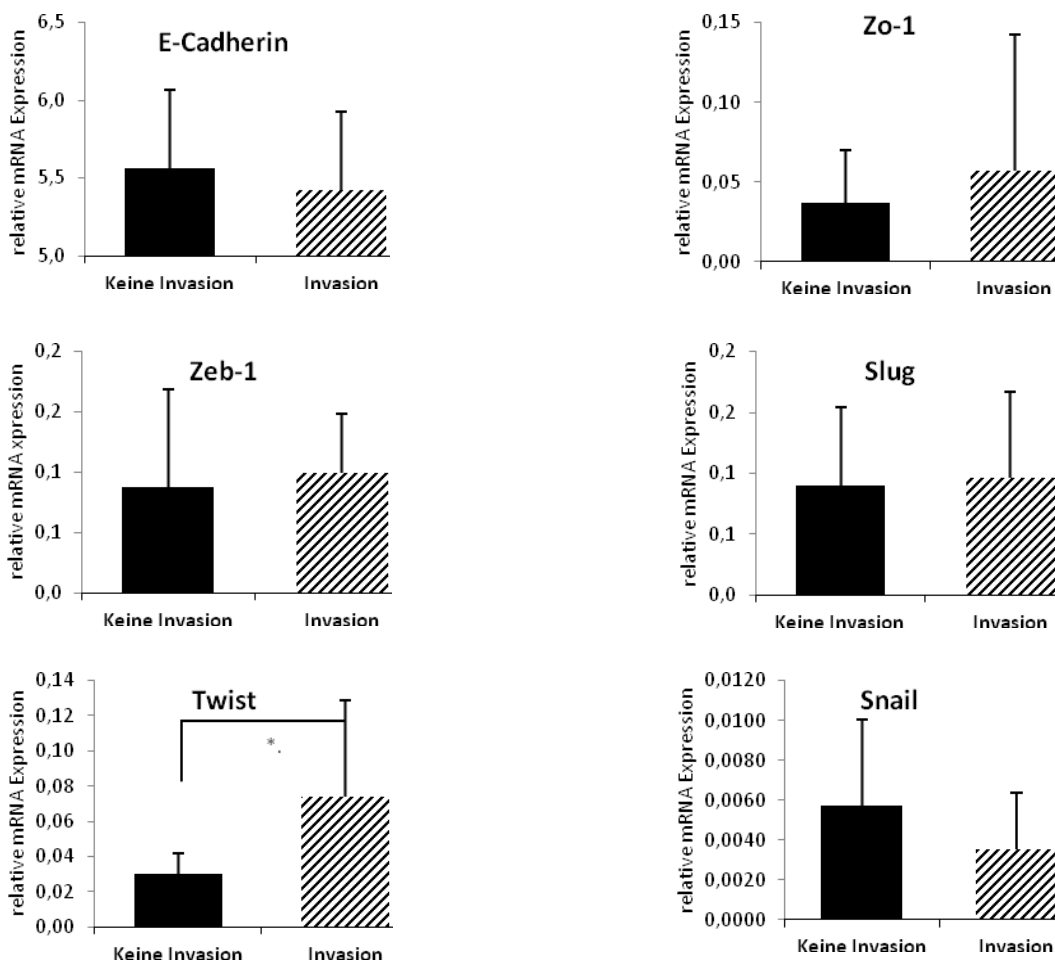 E-Cadherin
relative mRNA Expression
6,5
6,0
5,5
5,0
Keine Invasion
Invasion
Zo-1
relative mRNA Expression
0,15
0,10
0,05
0,00
Keine Invasion
Invasion
Zeb-1
relative mRNA xpression
0,2
0,2
0,1
0,1
0,0
Keine Invasion
Invasion
Slug
relative mRNA Expression
0,2
0,2
0,1
0,1
0,0
Keine Invasion
Invasion
Twist
*.
relative mRNA Expression
0,14
0,12
0,10
0,08
0,06
0,04
0,02
0,00
Keine Invasion
Invasion
Snail
relative mRNA Expression
0,0120
0,0100
0,0080
0,0060
0,0040
0,0020
0,0000
Keine Invasion
Invasion